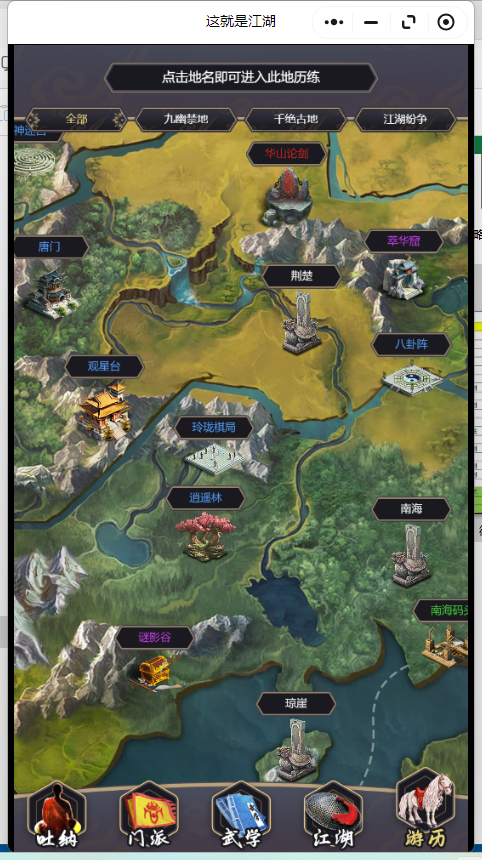 这就是江湖
点击地名即可进入此地历练
全部 九幽禁地 千绝古地 江湖纷争
华山论剑
唐门
萃华窟
荆楚
八卦阵
观星台
玲珑棋局
逍遥林
南海
南海码头
谜影谷
琼崖
吐纳 门派 武学 江湖 游历